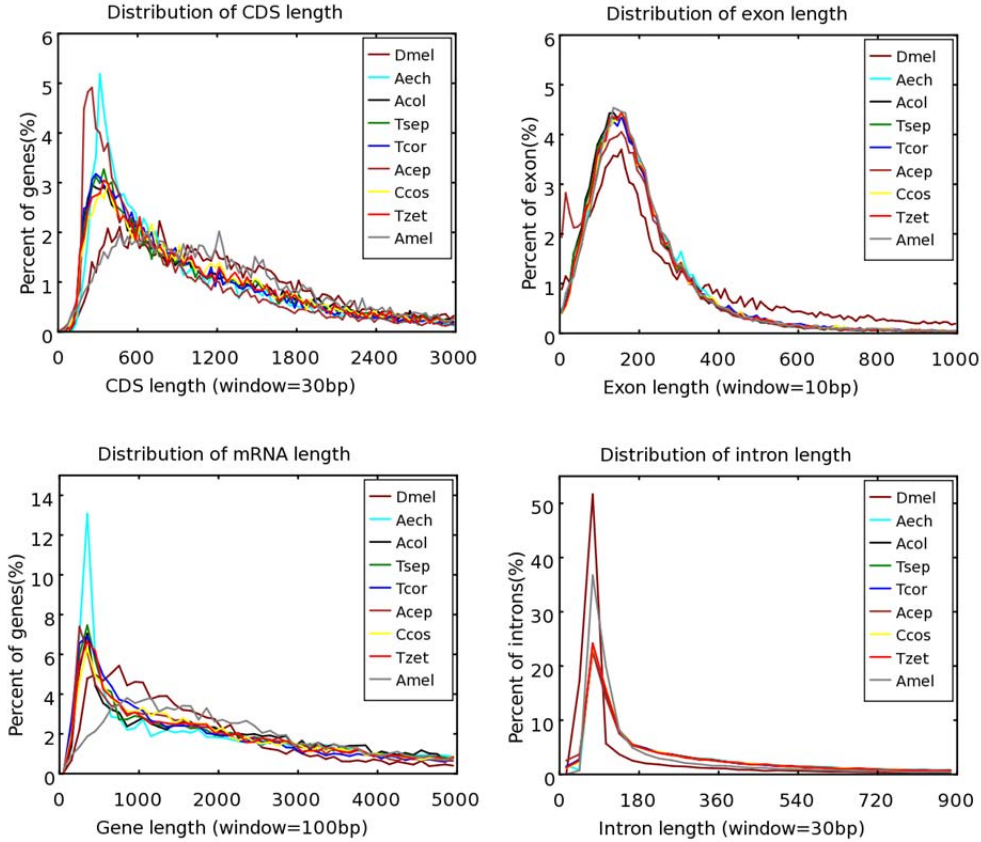 Distribution of CDS length
6
5
4
3
2
1
0
Percent of genes(%)
Dmel
Aech
Acol
Tsep
Tcor
Acep
Ccos
Tzet
Amel
0 600 1200 1800 2400 3000
CDS length (window=30bp)
Distribution of exon length
6
5
4
3
2
1
0
Percent of exon(%)
Dmel
Aech
Acol
Tsep
Tcor
Acep
Ccos
Tzet
Amel
0 200 400 600 800 1000
Exon length (window=10bp)
Distribution of mRNA length
14
12
10
8
6
4
2
0
Percent of genes(%)
Dmel
Aech
Acol
Tsep
Tcor
Acep
Ccos
Tzet
Amel
0 1000 2000 3000 4000 5000
Gene length (window=100bp)
Distribution of intron length
50
40
30
20
10
0
Percent of introns(%)
Dmel
Aech
Acol
Tsep
Tcor
Acep
Ccos
Tzet
Amel
0 180 360 540 720 900
Intron length (window=30bp)